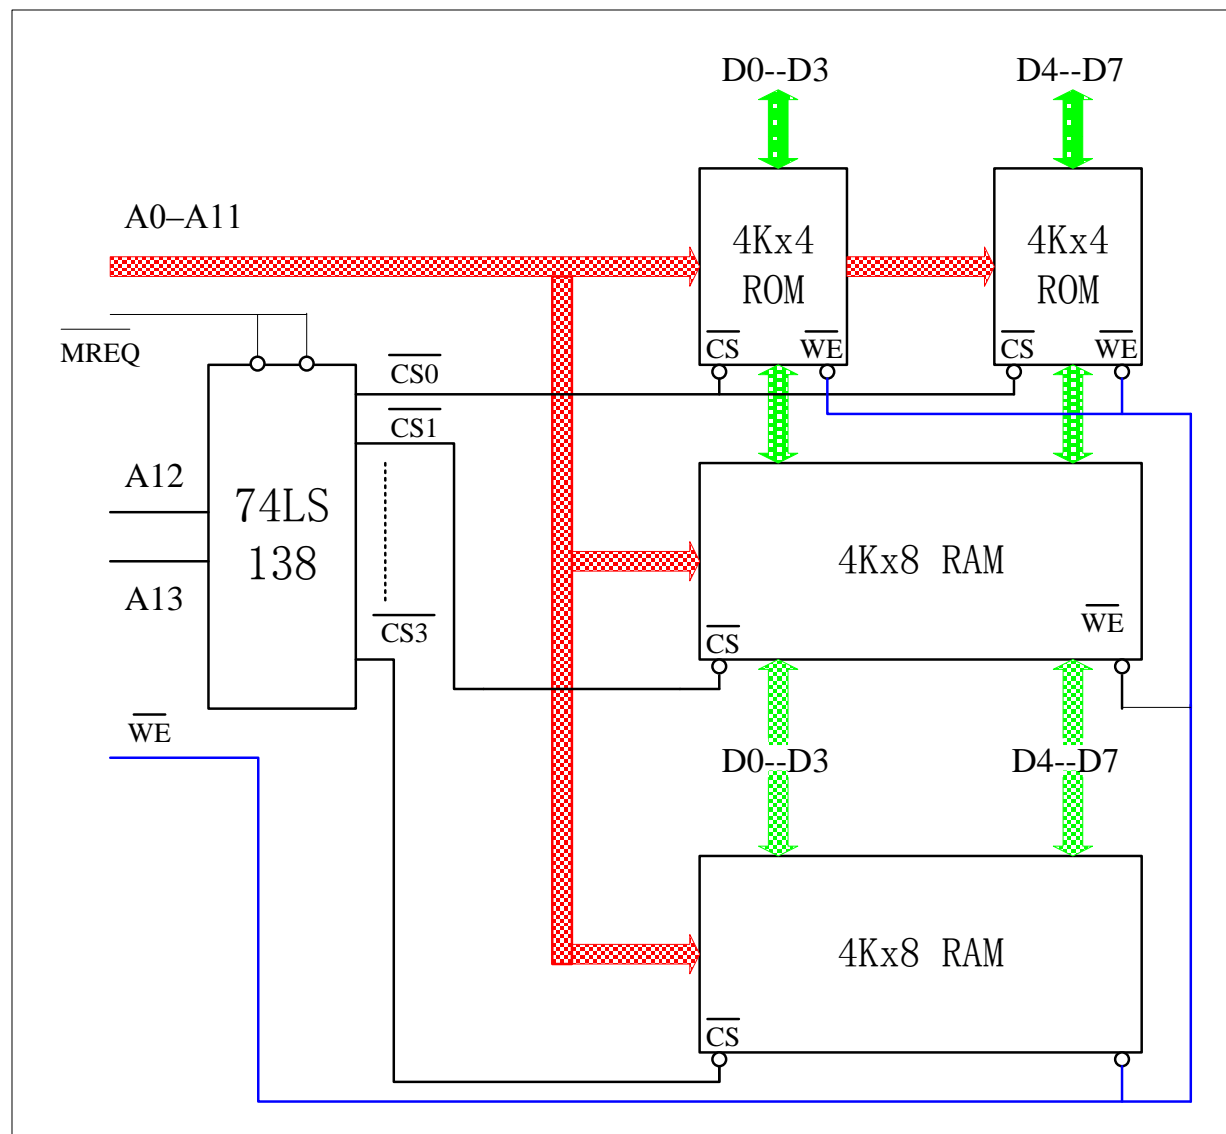 D0--D3 D4--D7
A0–A11
4Kx4 ROM
4Kx4 ROM
CS WE
CS WE
MREQ
CS0
CS1
A12
74LS
138
A13
CS3
4Kx8 RAM
WE
CS
WE
D0--D3 D4--D7
4Kx8 RAM
CS